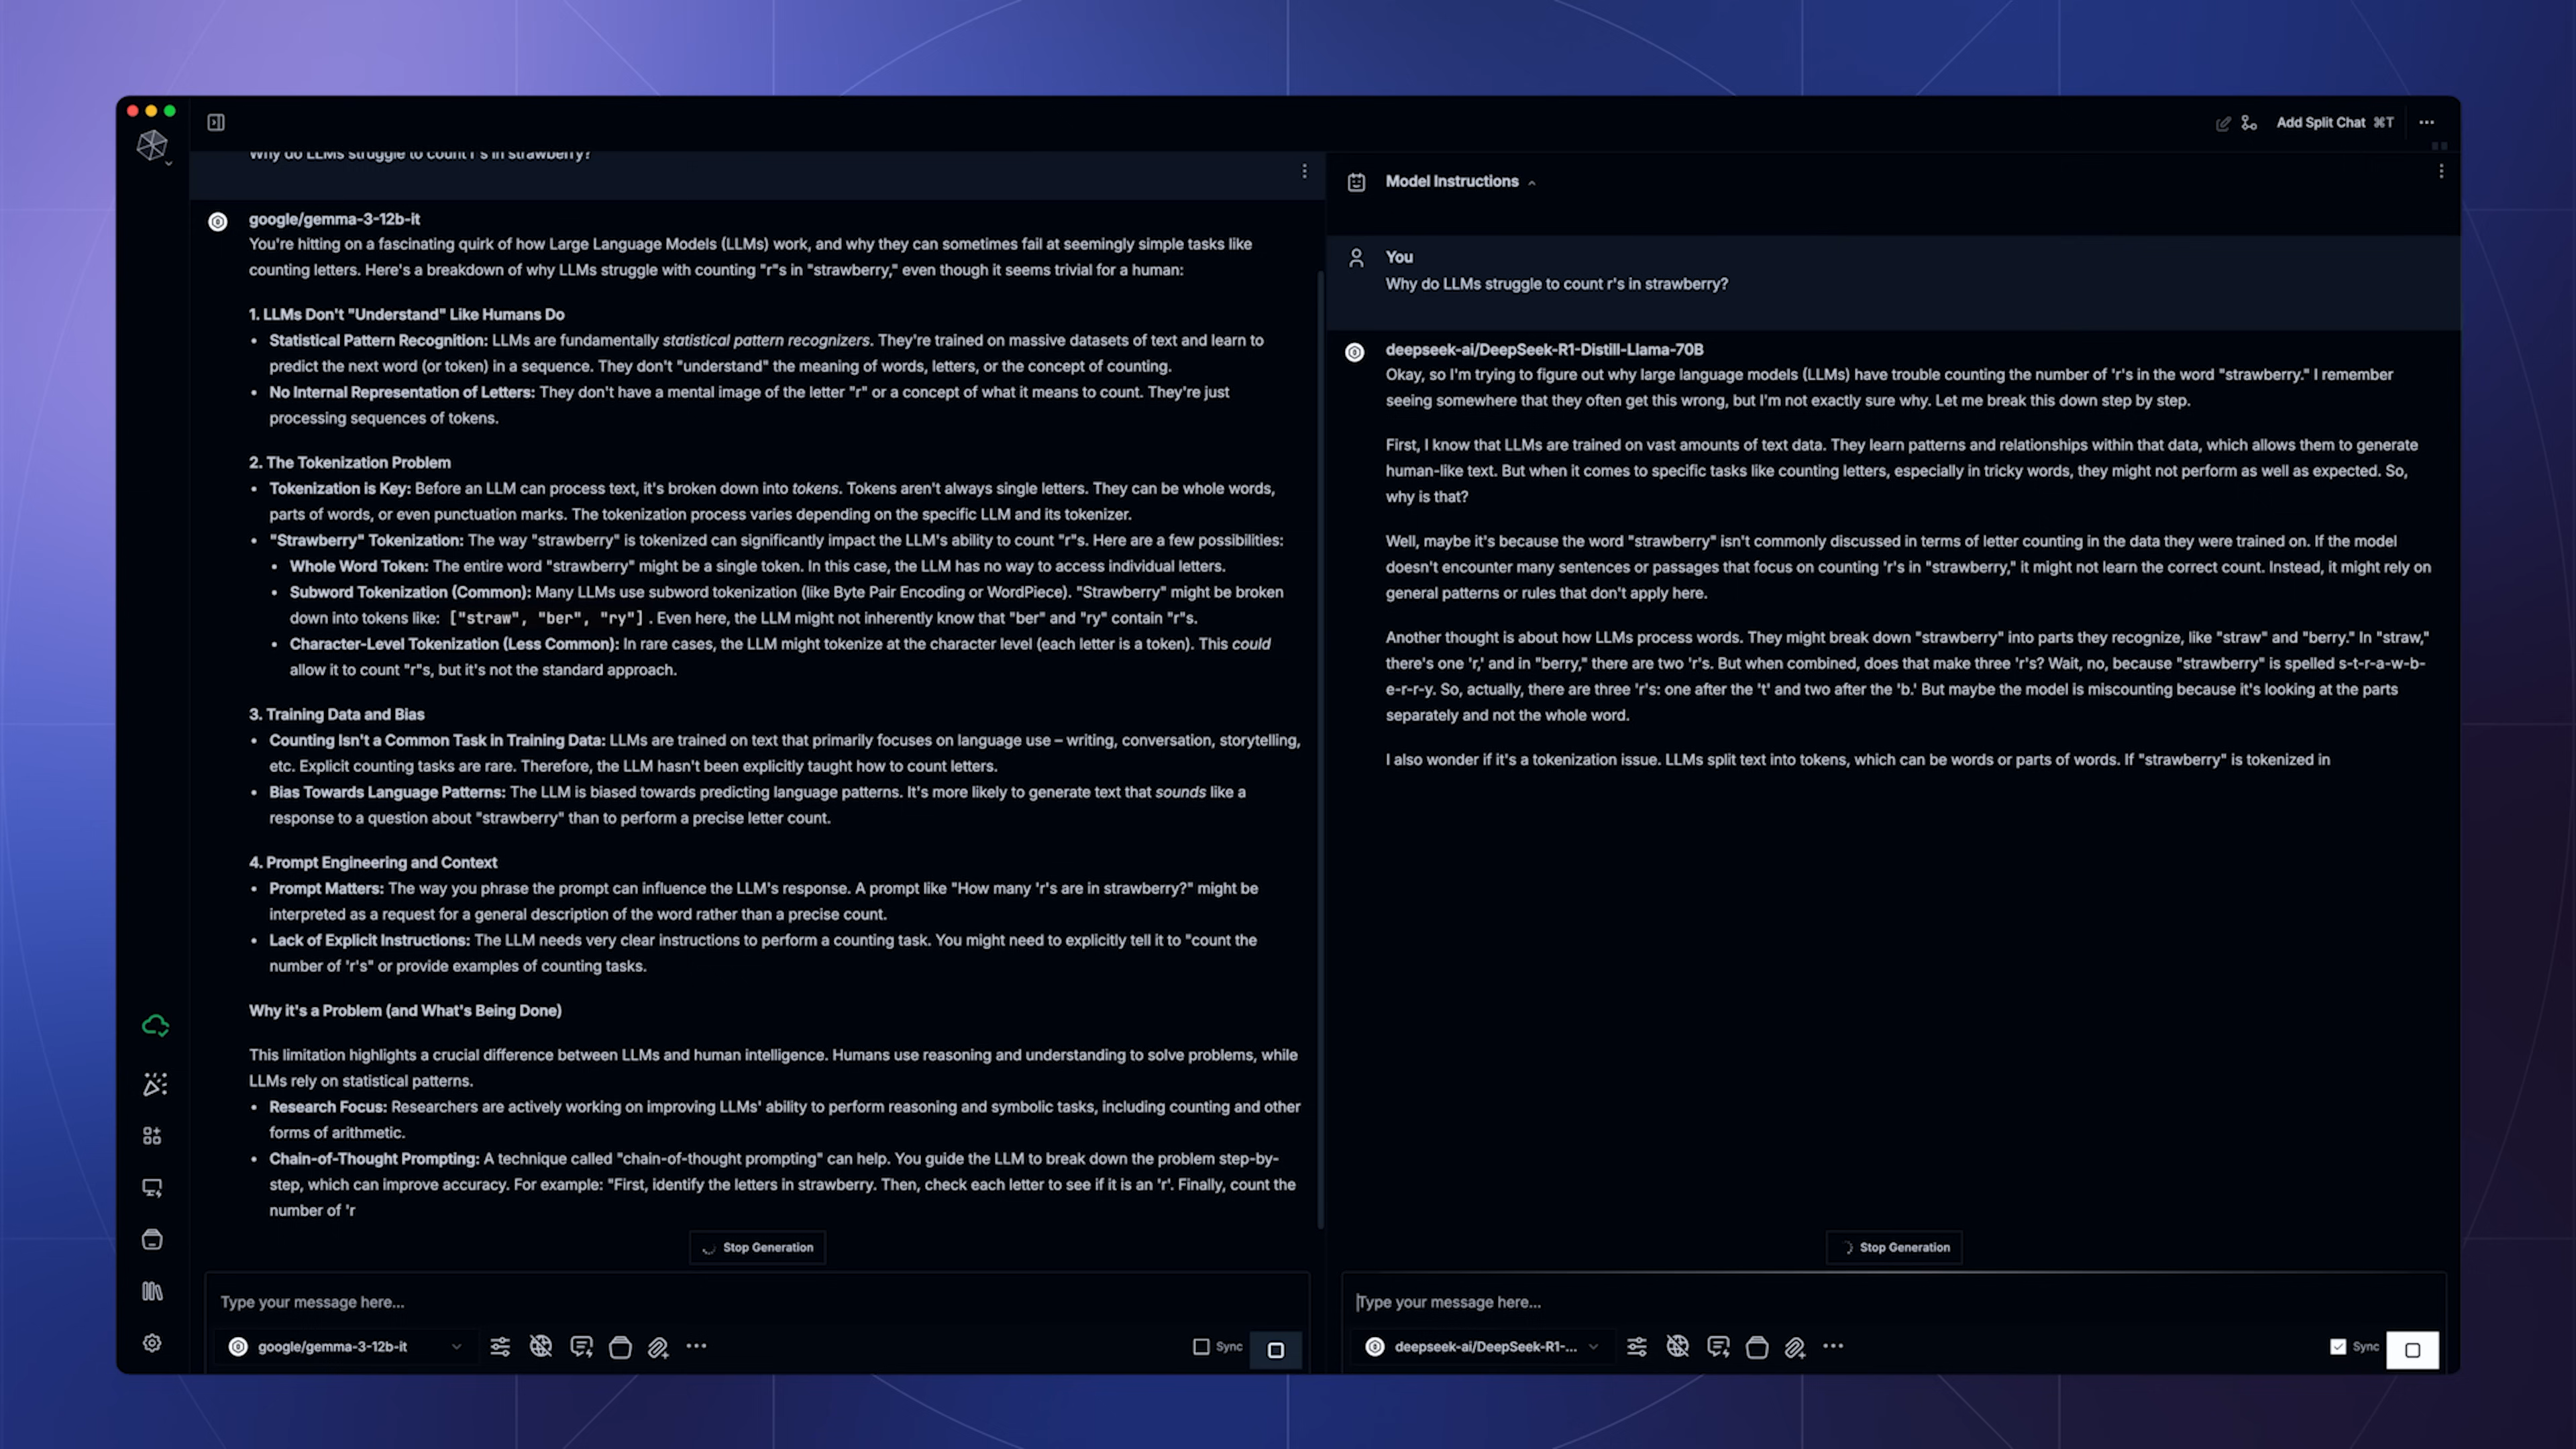 Add Split Chat ⌘T
Why do LLMs struggle to count r's in strawberry?
google/gemma-3-12b-it
You're hitting on a fascinating quirk of how Large Language Models (LLMs) work, and why they can sometimes fail at seemingly simple tasks like
counting letters. Here's a breakdown of why LLMs struggle with counting "r"s in "strawberry," even though it seems trivial for a human:
1. LLMs Don't "Understand" Like Humans Do
• Statistical Pattern Recognition: LLMs are fundamentally statistical pattern recognizers. They're trained on massive datasets of text and learn to
predict the next word (or token) in a sequence. They don't "understand" the meaning of words, letters, or the concept of counting.
• No Internal Representation of Letters: They don't have a mental image of the letter "r" or a concept of what it means to count. They're just
processing sequences of tokens.
2. The Tokenization Problem
• Tokenization is Key: Before an LLM can process text, it's broken down into tokens. Tokens aren't always single letters. They can be whole words,
parts of words, or even punctuation marks. The tokenization process varies depending on the specific LLM and its tokenizer.
• "Strawberry" Tokenization: The way "strawberry" is tokenized can significantly impact the LLM's ability to count "r"s. Here are a few possibilities:
• Whole Word Token: The entire word "strawberry" might be a single token. In this case, the LLM has no way to access individual letters.
• Subword Tokenization (Common): Many LLMs use subword tokenization (like Byte Pair Encoding or WordPiece). "Strawberry" might be broken
down into tokens like: ["straw", "ber", "ry"]. Even here, the LLM might not inherently know that "ber" and "ry" contain "r"s.
• Character-Level Tokenization (Less Common): In rare cases, the LLM might tokenize at the character level (each letter is a token). This could
allow it to count "r"s, but it's not the standard approach.
3. Training Data and Bias
• Counting Isn't a Common Task in Training Data: LLMs are trained on text that primarily focuses on language use – writing, conversation, storytelling,
etc. Explicit counting tasks are rare. Therefore, the LLM hasn't been explicitly taught how to count letters.
• Bias Towards Language Patterns: The LLM is biased towards predicting language patterns. It's more likely to generate text that sounds like a
response to a question about "strawberry" than to perform a precise letter count.
4. Prompt Engineering and Context
• Prompt Matters: The way you phrase the prompt can influence the LLM's response. A prompt like "How many 'r's are in strawberry?" might be
interpreted as a request for a general description of the word rather than a precise count.
• Lack of Explicit Instructions: The LLM needs very clear instructions to perform a counting task. You might need to explicitly tell it to "count the
number of 'r's" or provide examples of counting tasks.
Why it's a Problem (and What's Being Done)
This limitation highlights a crucial difference between LLMs and human intelligence. Humans use reasoning and understanding to solve problems, while
LLMs rely on statistical patterns.
• Research Focus: Researchers are actively working on improving LLMs' ability to perform reasoning and symbolic tasks, including counting and other
forms of arithmetic.
• Chain-of-Thought Prompting: A technique called "chain-of-thought prompting" can help. You guide the LLM to break down the problem step-by-
step, which can improve accuracy. For example: "First, identify the letters in strawberry. Then, check each letter to see if it is an 'r'. Finally, count the
number of 'r
Stop Generation
Type your message here...
google/gemma-3-12b-it
Sync
Model Instructions
You
Why do LLMs struggle to count r's in strawberry?
deepseek-ai/DeepSeek-R1-Distill-Llama-70B
Okay, so I'm trying to figure out why large language models (LLMs) have trouble counting the number of 'r's in the word "strawberry." I remember
seeing somewhere that they often get this wrong, but I'm not exactly sure why. Let me break this down step by step.
First, I know that LLMs are trained on vast amounts of text data. They learn patterns and relationships within that data, which allows them to generate
human-like text. But when it comes to specific tasks like counting letters, especially in tricky words, they might not perform as well as expected. So,
why is that?
Well, maybe it's because the word "strawberry" isn't commonly discussed in terms of letter counting in the data they were trained on. If the model
doesn't encounter many sentences or passages that focus on counting 'r's in "strawberry," it might not learn the correct count. Instead, it might rely on
general patterns or rules that don't apply here.
Another thought is about how LLMs process words. They might break down "strawberry" into parts they recognize, like "straw" and "berry." In "straw,"
there's one 'r,' and in "berry," there are two 'r's. But when combined, does that make three 'r's? Wait, no, because "strawberry" is spelled s-t-r-a-w-b-
e-r-r-y. So, actually, there are three 'r's: one after the 't' and two after the 'b.' But maybe the model is miscounting because it's looking at the parts
separately and not the whole word.
I also wonder if it's a tokenization issue. LLMs split text into tokens, which can be words or parts of words. If "strawberry" is tokenized in
Stop Generation
Type your message here...
deepseek-ai/DeepSeek-R1-...
Sync